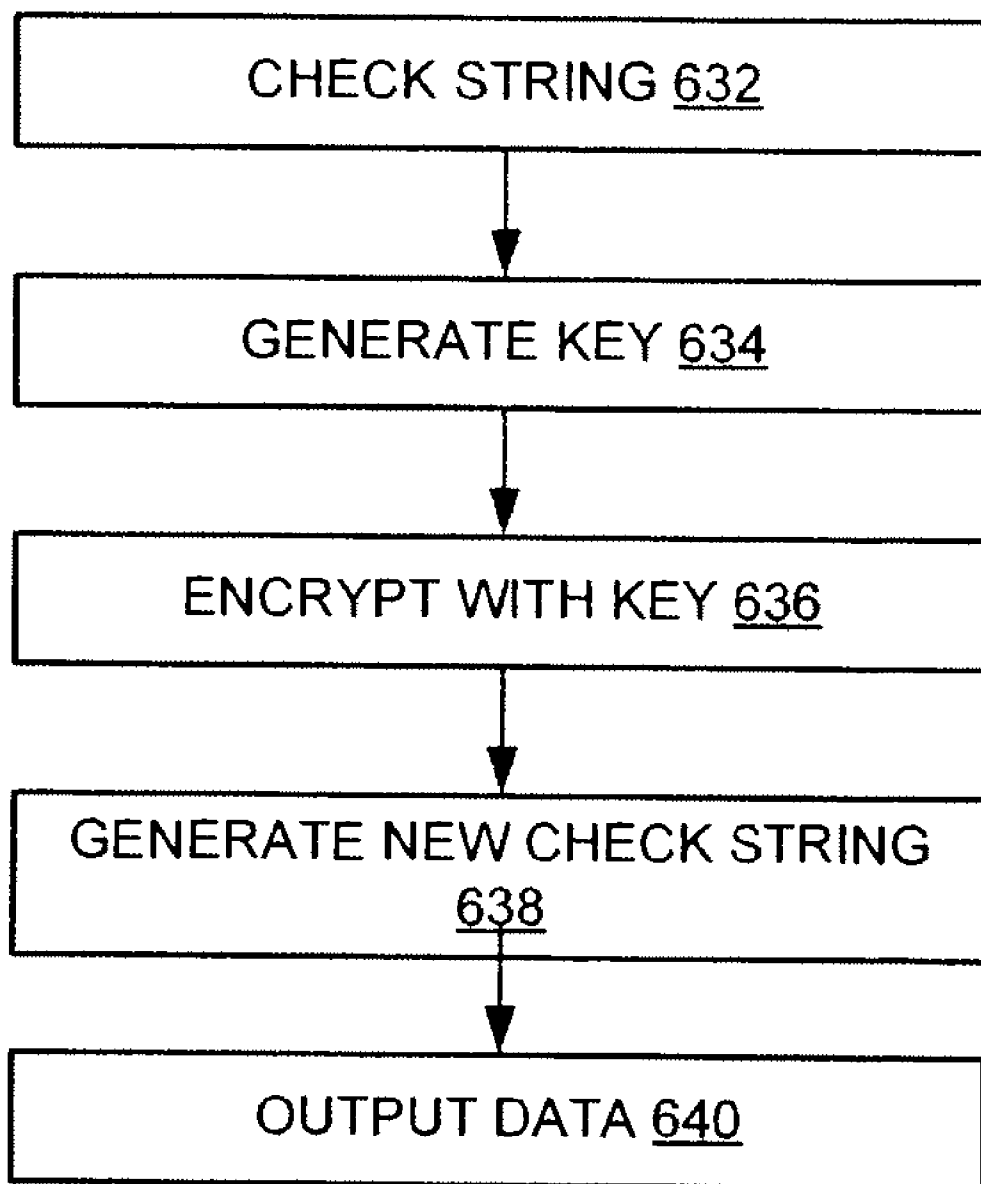 CHECK STRING 632
GENERATE KEY 634
ENCRYPT WITH KEY 636
GENERATE NEW CHECK STRING
638
OUTPUT DATA 640